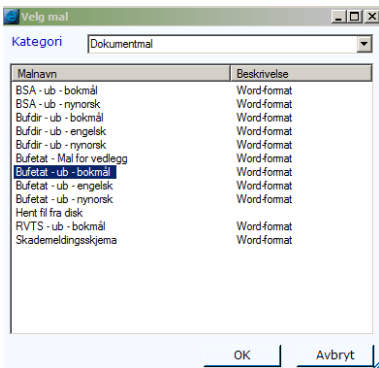 Velg mal
Kategori Dokumentmal
Malnavn Beskrivelse
BSA - ub - bokmål Word-format
BSA - ub - nynorsk Word-format
Bufdir - ub - bokmål Word-format
Bufdir - ub - engelsk Word-format
Bufdir - ub - nynorsk Word-format
Bufetat - Mal for vedlegg Word-format
Bufetat - ub - bokmål Word-format
Bufetat - ub - engelsk Word-format
Bufetat - ub - nynorsk Word-format
Hent fil fra disk
RVTS - ub - bokmål Word-format
Skademeldingsskjema Word-format
OK Avbryt